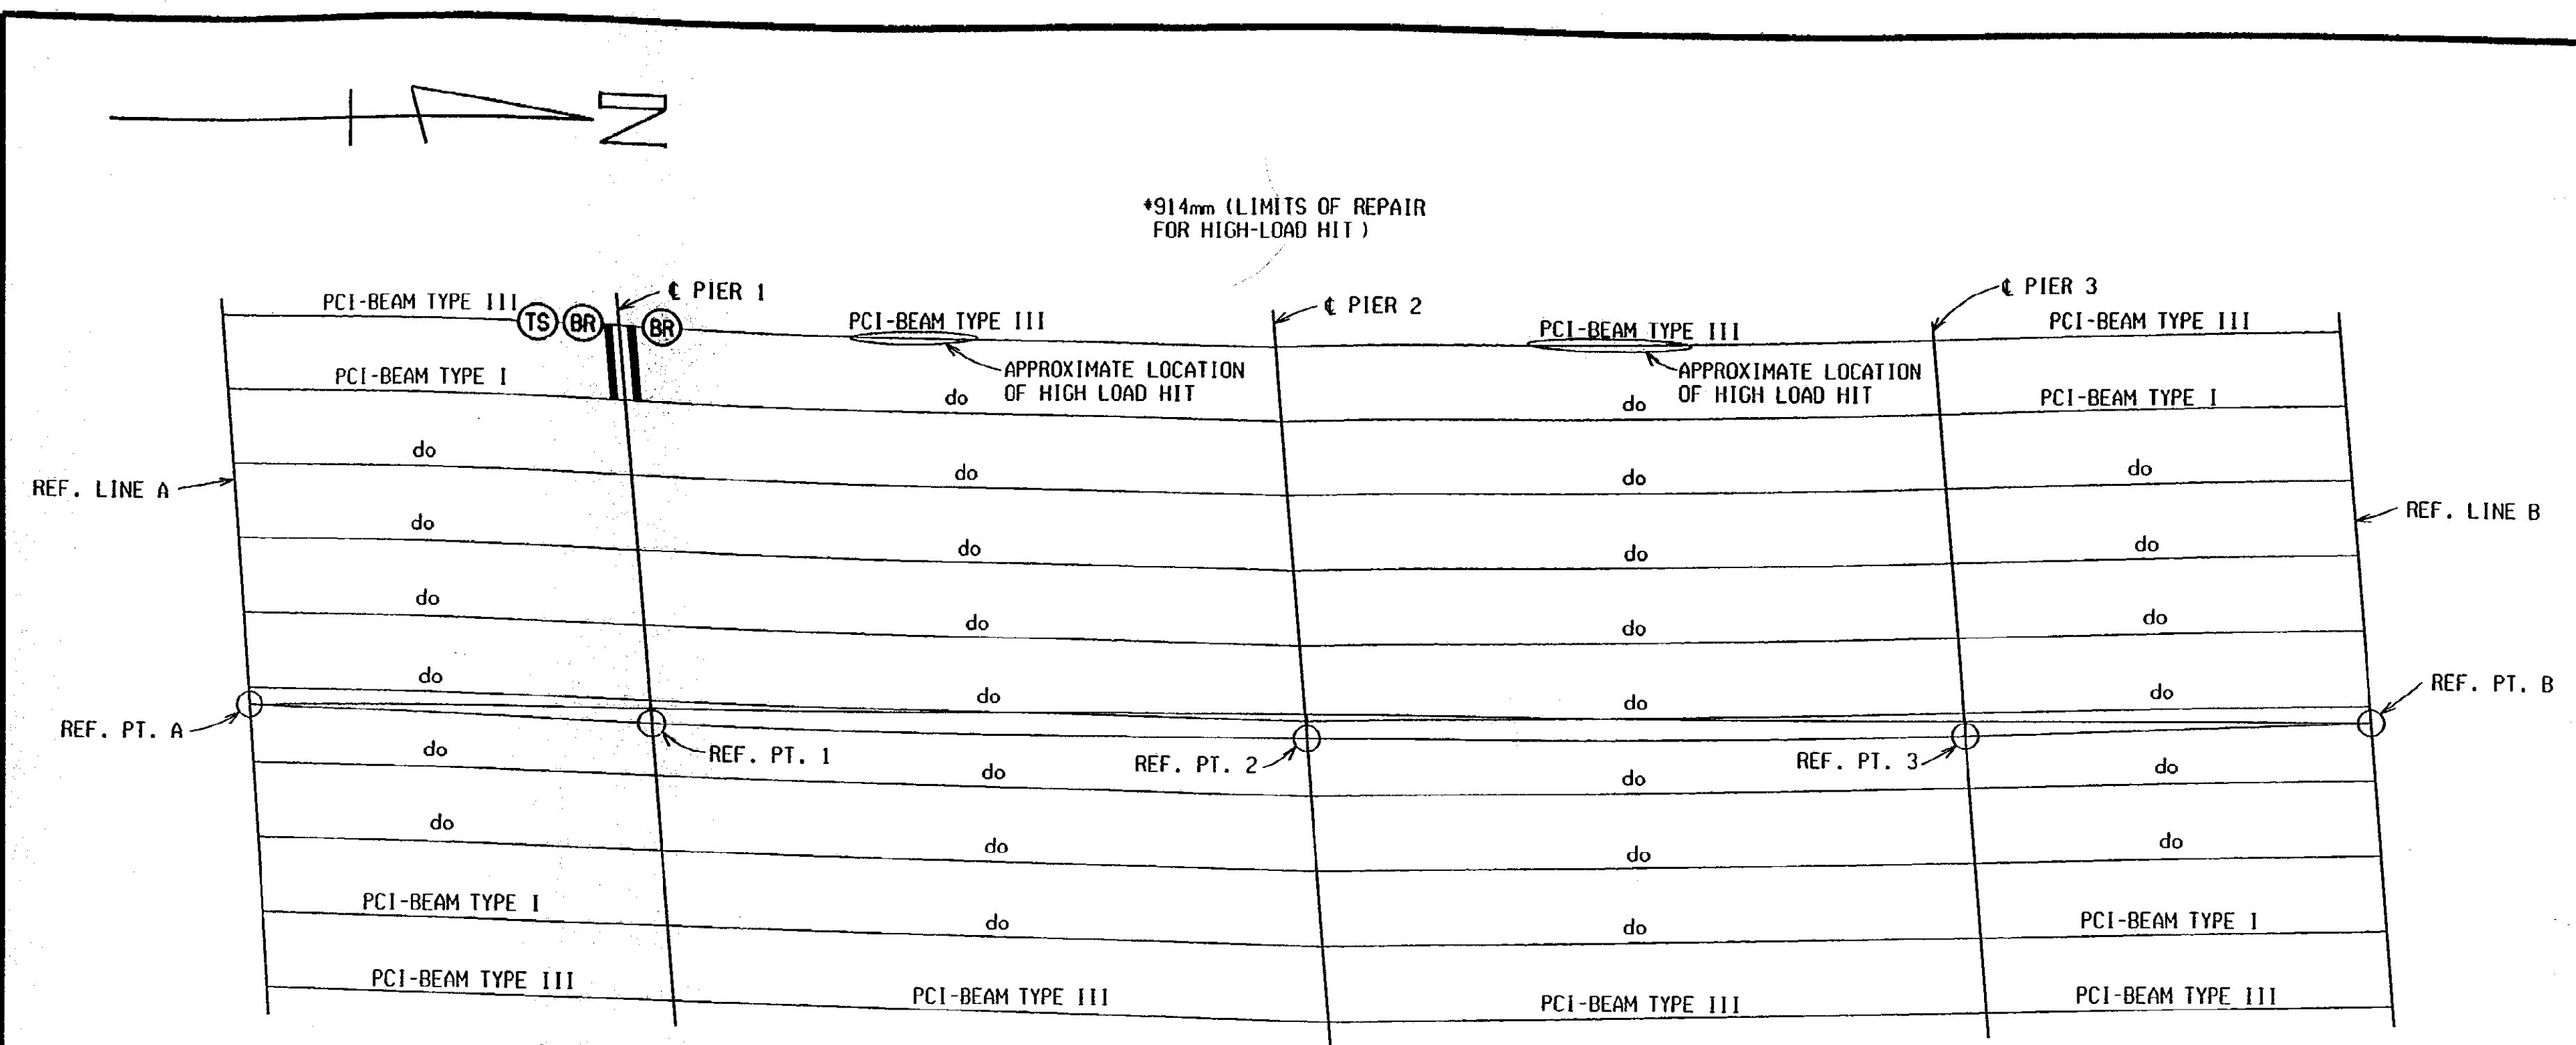 N
*914mm (LIMITS OF REPAIR
FOR HIGH-LOAD HIT)
PCI-BEAM TYPE III
TS
BR
℄ PIER 1
BR
PCI-BEAM TYPE III
℄ PIER 2
PCI-BEAM TYPE III
℄ PIER 3
PCI-BEAM TYPE III
PCI-BEAM TYPE I
APPROXIMATE LOCATION
OF HIGH LOAD HIT
do
APPROXIMATE LOCATION
OF HIGH LOAD HIT
do
PCI-BEAM TYPE I
do
do
do
do
REF. LINE A
REF. LINE B
do
do
do
do
do
do
do
do
do
do
do
do
REF. PT. A
REF. PT. 1
REF. PT. 2
REF. PT. 3
REF. PT. B
do
do
do
do
do
do
do
do
PCI-BEAM TYPE I
do
do
PCI-BEAM TYPE I
PCI-BEAM TYPE III
PCI-BEAM TYPE III
PCI-BEAM TYPE III
PCI-BEAM TYPE III